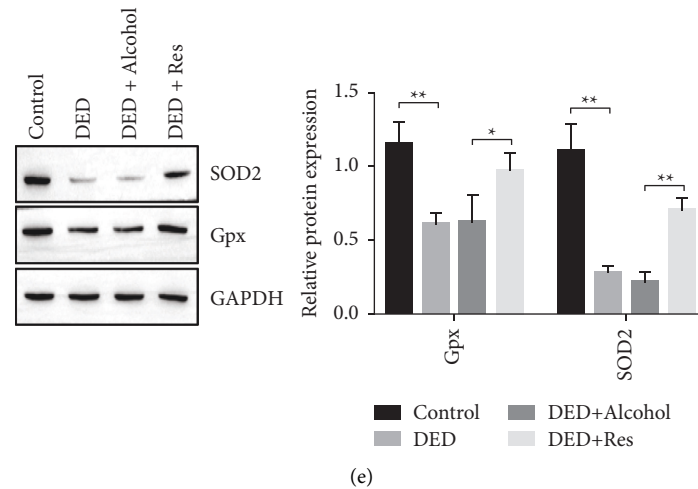 Control
DED
DED + Alcohol
DED + Res
SOD2
Gpx
GAPDH
Relative protein expression
1.5
1.0
0.5
0.0
**
*
**
**
Gpx
SOD2
Control
DED+Alcohol
DED
DED+Res
(e)